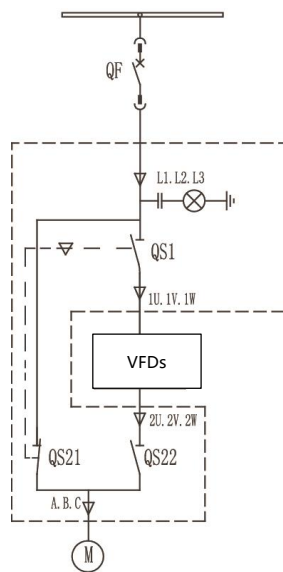 QF
L1.L2.L3
QS1
1U.1V.1W
VFDs
2U.2V.2W
QS21
QS22
A.B.C
M